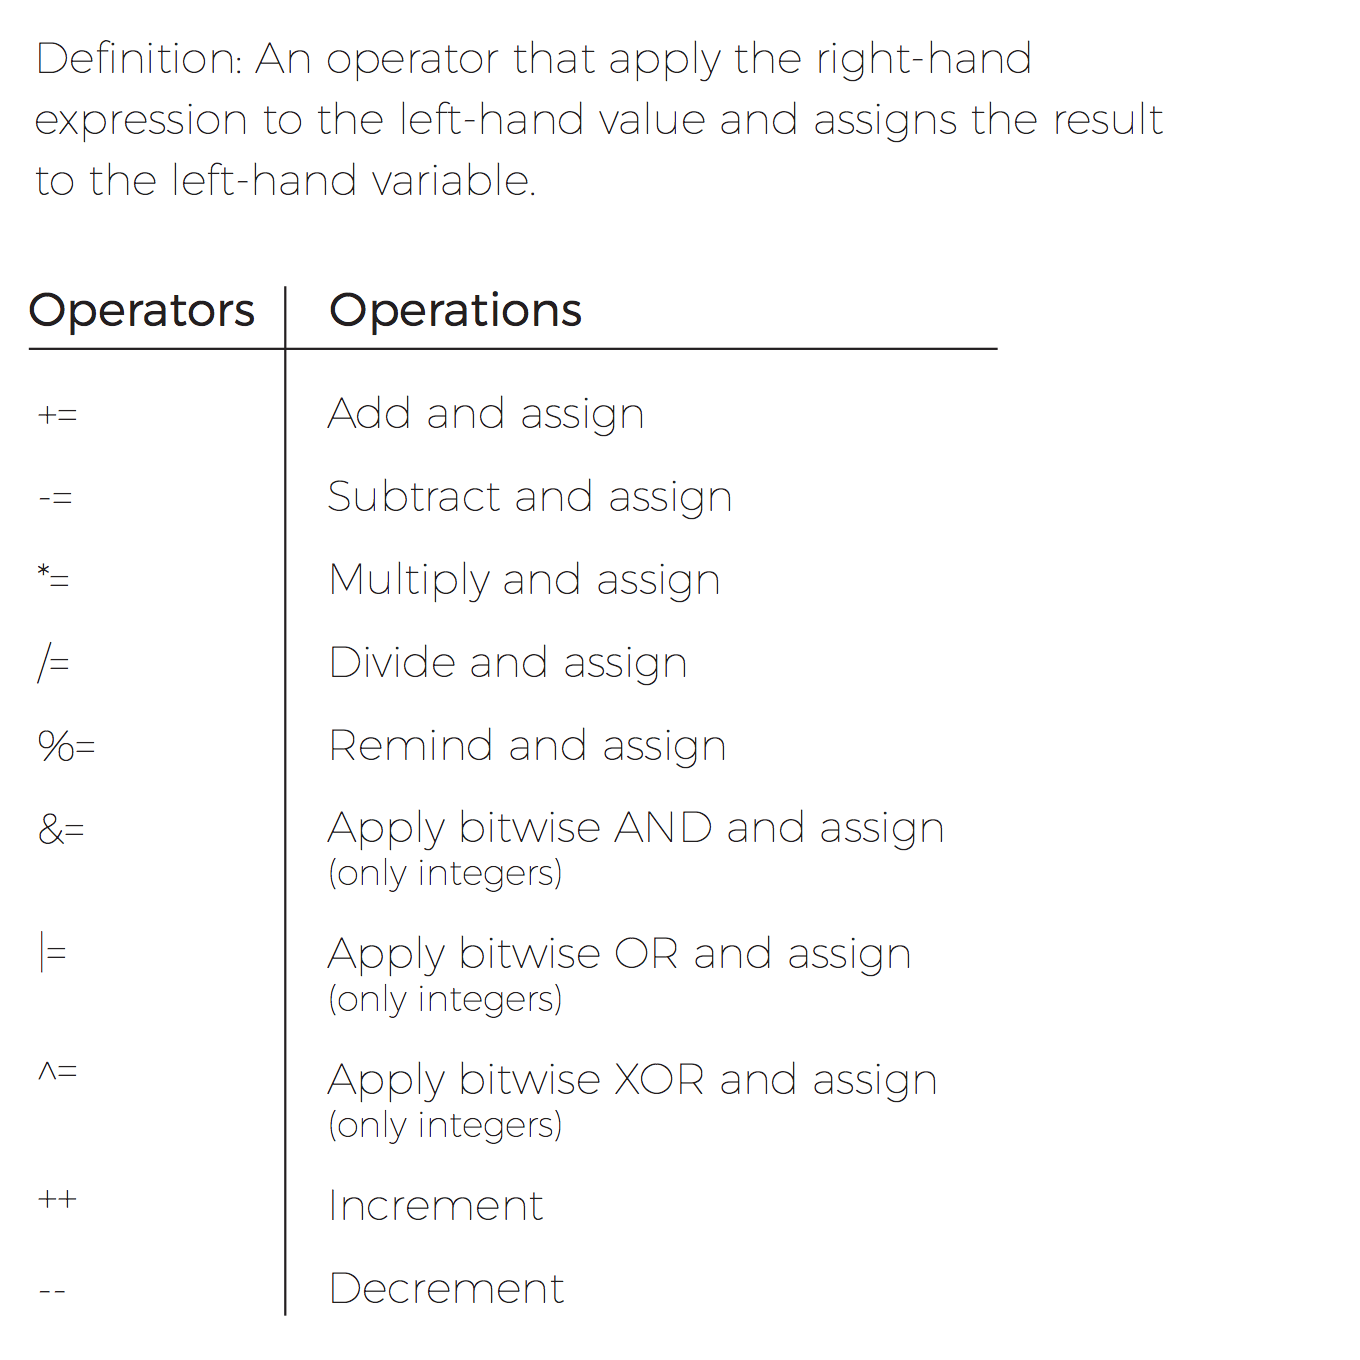 Definition: An operator that apply the right-hand
expression to the left-hand value and assigns the result
to the left-hand variable.
Operators Operations
+= Add and assign
-= Subtract and assign
*= Multiply and assign
/= Divide and assign
%= Remind and assign
&= Apply bitwise AND and assign
(only integers)
|= Apply bitwise OR and assign
(only integers)
^= Apply bitwise XOR and assign
(only integers)
++ Increment
-- Decrement